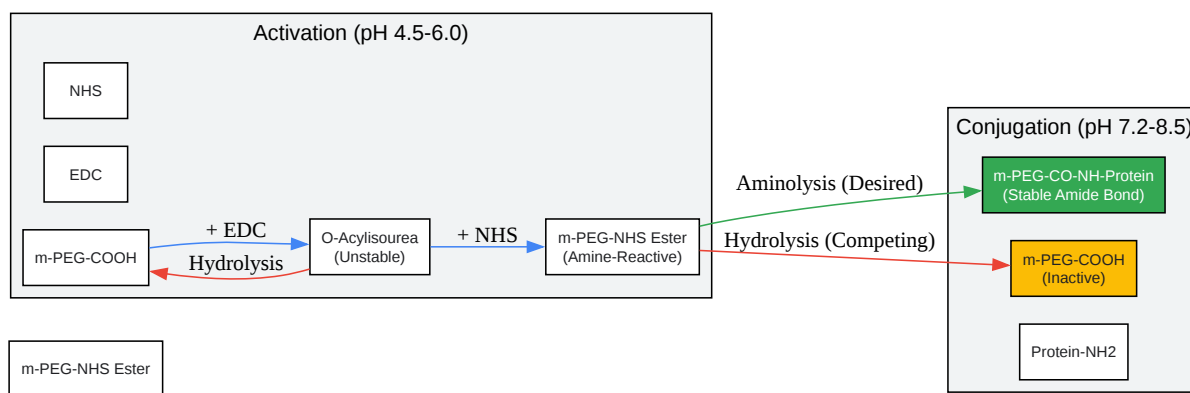 Activation (pH 4.5-6.0)
NHS
EDC
m-PEG-COOH
+ EDC
Hydrolysis
O-Acylisourea
(Unstable)
+ NHS
m-PEG-NHS Ester
(Amine-Reactive)
Aminolysis (Desired)
Hydrolysis (Competing)
Conjugation (pH 7.2-8.5)
m-PEG-CO-NH-Protein
(Stable Amide Bond)
m-PEG-COOH
(Inactive)
Protein-NH2
m-PEG-NHS Ester